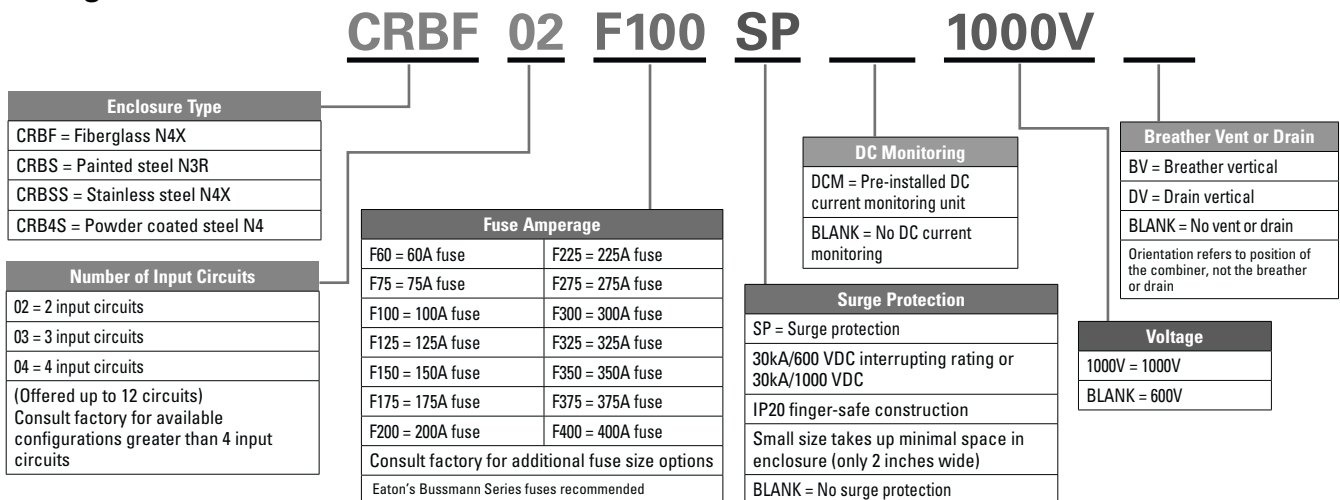 CRBF 02 F100 SP 1000V
Enclosure Type
CRBF = Fiberglass N4X
CRBS = Painted steel N3R
CRBSS = Stainless steel N4X
CRB4S = Powder coated steel N4
Number of Input Circuits
02 = 2 input circuits
03 = 3 input circuits
04 = 4 input circuits
(Offered up to 12 circuits)
Consult factory for available
configurations greater than 4 input
circuits
Fuse Amperage
F60 = 60A fuse F225 = 225A fuse
F75 = 75A fuse F275 = 275A fuse
F100 = 100A fuse F300 = 300A fuse
F125 = 125A fuse F325 = 325A fuse
F150 = 150A fuse F350 = 350A fuse
F175 = 175A fuse F375 = 375A fuse
F200 = 200A fuse F400 = 400A fuse
Consult factory for additional fuse size options
Eaton's Bussmann Series fuses recommended
DC Monitoring
DCM = Pre-installed DC
current monitoring unit
BLANK = No DC current
monitoring
Surge Protection
SP = Surge protection
30kA/600 VDC interrupting rating or
30kA/1000 VDC
IP20 finger-safe construction
Small size takes up minimal space in
enclosure (only 2 inches wide)
BLANK = No surge protection
Breather Vent or Drain
BV = Breather vertical
DV = Drain vertical
BLANK = No vent or drain
Orientation refers to position of
the combiner, not the breather
or drain
Voltage
1000V = 1000V
BLANK = 600V